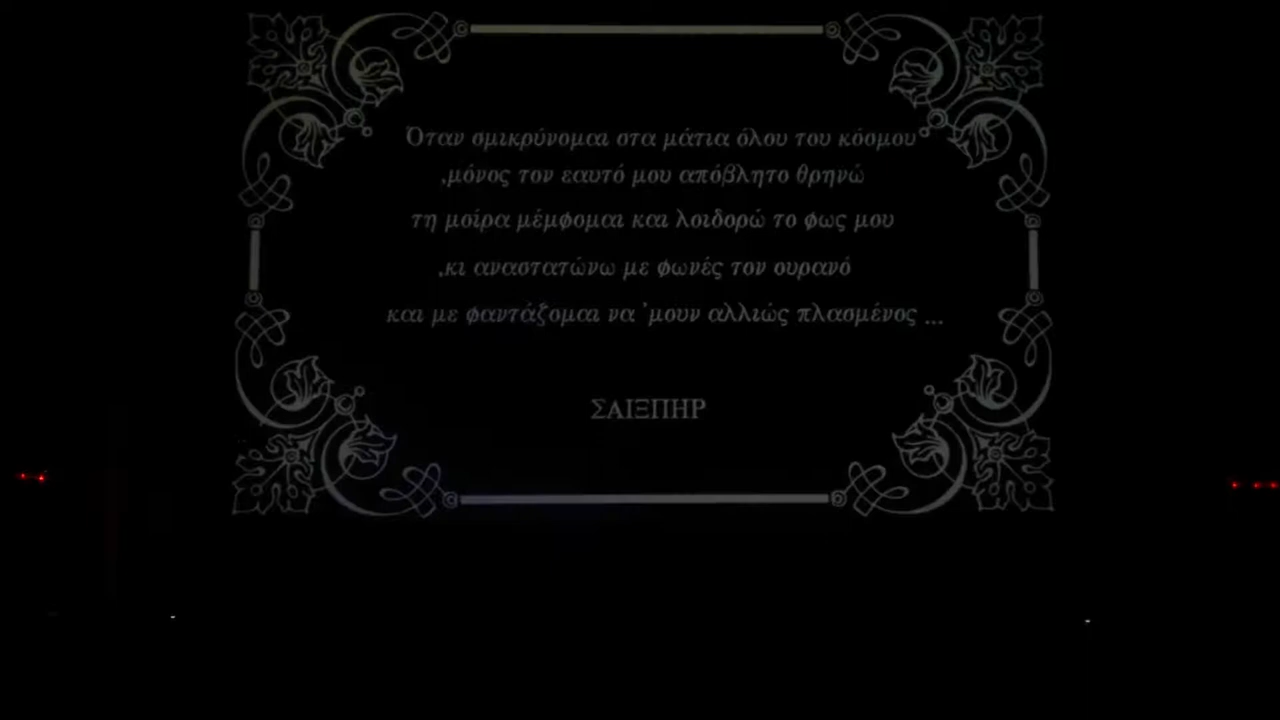 Όταν σμικρύνομαι στα μάτια όλου του κόσμου
,μόνος τον εαυτό μου απόβλητο θρηνώ
τη μοίρα μέμφομαι και λοιδορώ το φως μου
,κι αναστατώνω με φωνές τον ουρανό
και με φαντάζομαι να 'μουν αλλιώς πλασμένος ...
ΣΑΙΞΠΗΡ